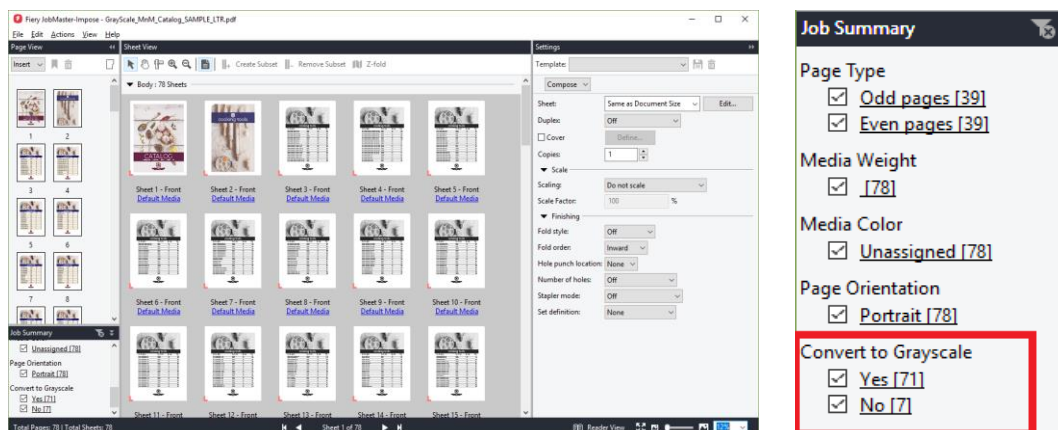 Fiery JobMaster-Impose - GrayScale_MnM_Catalog_SAMPLE_LTR.pdf
File Edit Actions View Help
Page View
Sheet View
Settings
Insert
Create Subset
Remove Subset
Z-fold
Template:
Body : 78 Sheets
Compose
Sheet:
Same as Document Size
Edit...
Duplex:
Off
Cover
Define...
Copies:
1
Scale
Scaling:
Do not scale
Scale Factor:
100
%
Finishing
Fold style:
Off
Fold order:
Inward
Hole punch location:
None
Number of holes:
Off
Stapler mode:
Off
Set definition:
None
1 2
3 4
5 6
7 8
CATALOG
cooking tools
Sheet 1 - Front
Default Media
Sheet 2 - Front
Default Media
Sheet 3 - Front
Default Media
Sheet 4 - Front
Default Media
Sheet 5 - Front
Default Media
Sheet 6 - Front
Default Media
Sheet 7 - Front
Default Media
Sheet 8 - Front
Default Media
Sheet 9 - Front
Default Media
Sheet 10 - Front
Default Media
Sheet 11 - Front
Sheet 12 - Front
Sheet 13 - Front
Sheet 14 - Front
Sheet 15 - Front
Job Summary
Unassigned [78]
Page Orientation
Portrait [78]
Convert to Grayscale
Yes [71]
No [7]
Total Pages: 78 | Total Sheets: 78
Sheet 1 of 78
Reader View
Job Summary
Page Type
Odd pages [39]
Even pages [39]
Media Weight
[78]
Media Color
Unassigned [78]
Page Orientation
Portrait [78]
Convert to Grayscale
Yes [71]
No [7]